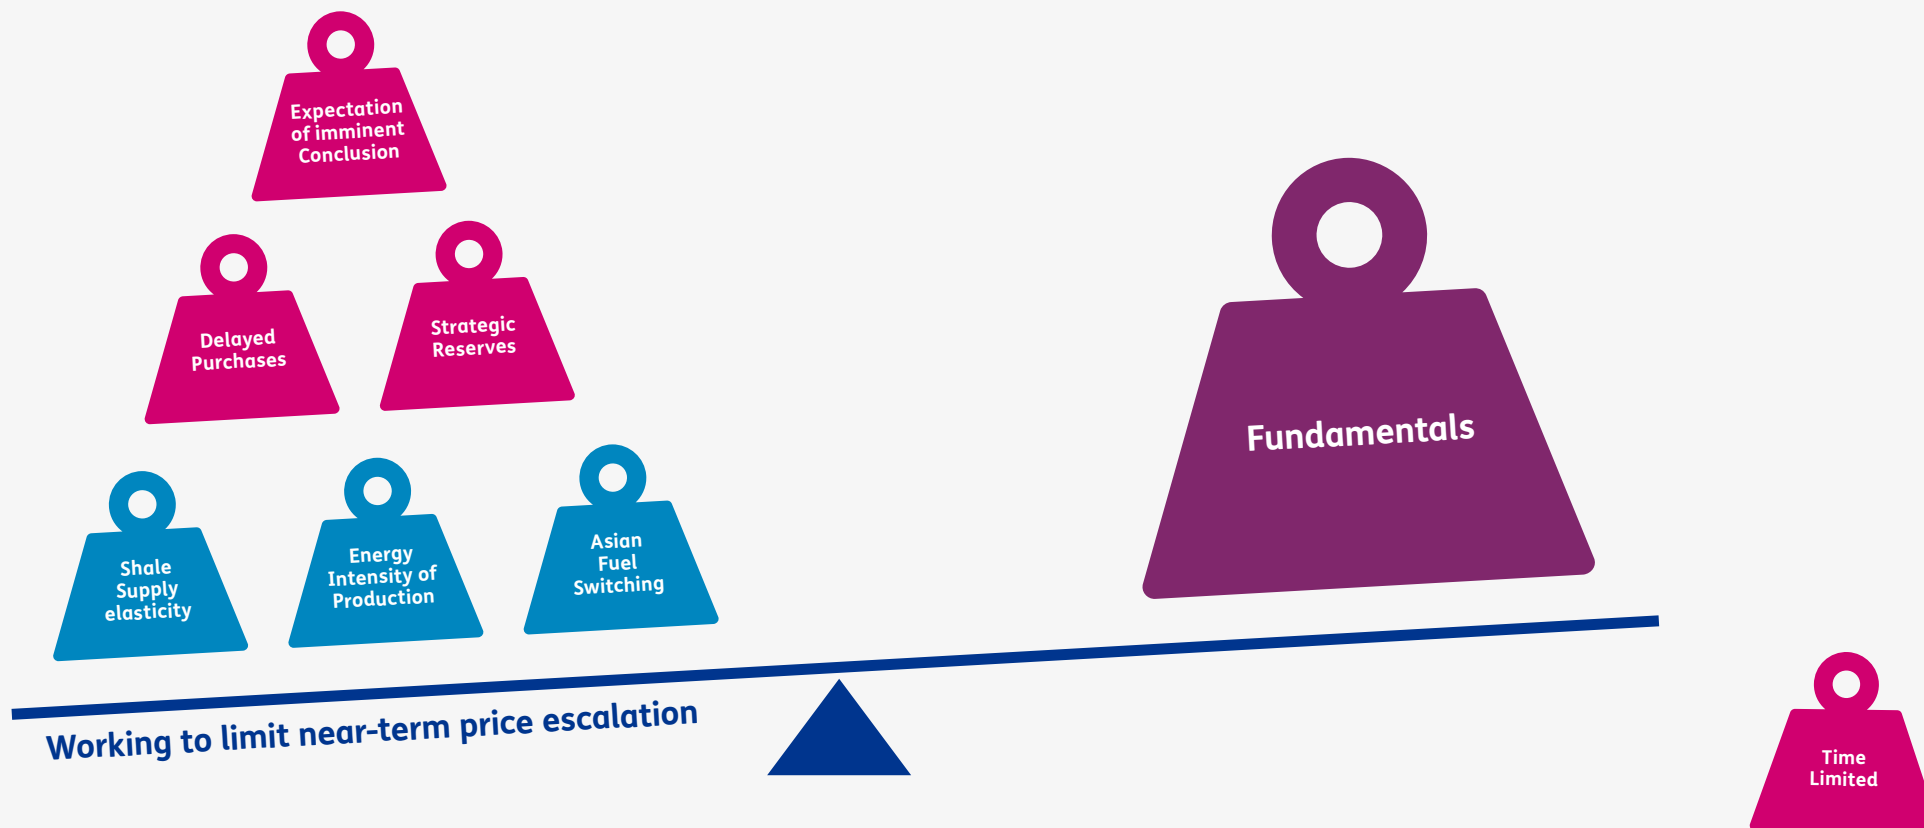 Expectation
of imminent
Conclusion
Delayed
Purchases
Strategic
Reserves
Shale
Supply
elasticity
Energy
Intensity of
Production
Asian
Fuel
Switching
Fundamentals
Working to limit near-term price escalation
Time
Limited